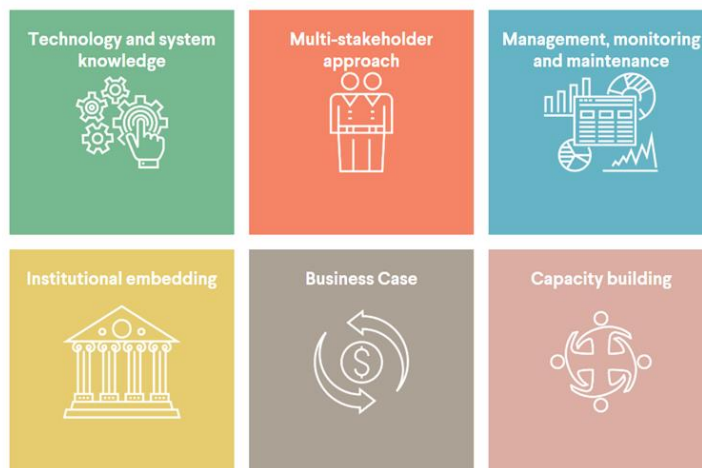 Technology and system
knowledge
Multi-stakeholder
approach
Management, monitoring
and maintenance
Institutional embedding
Business Case
$
Capacity building